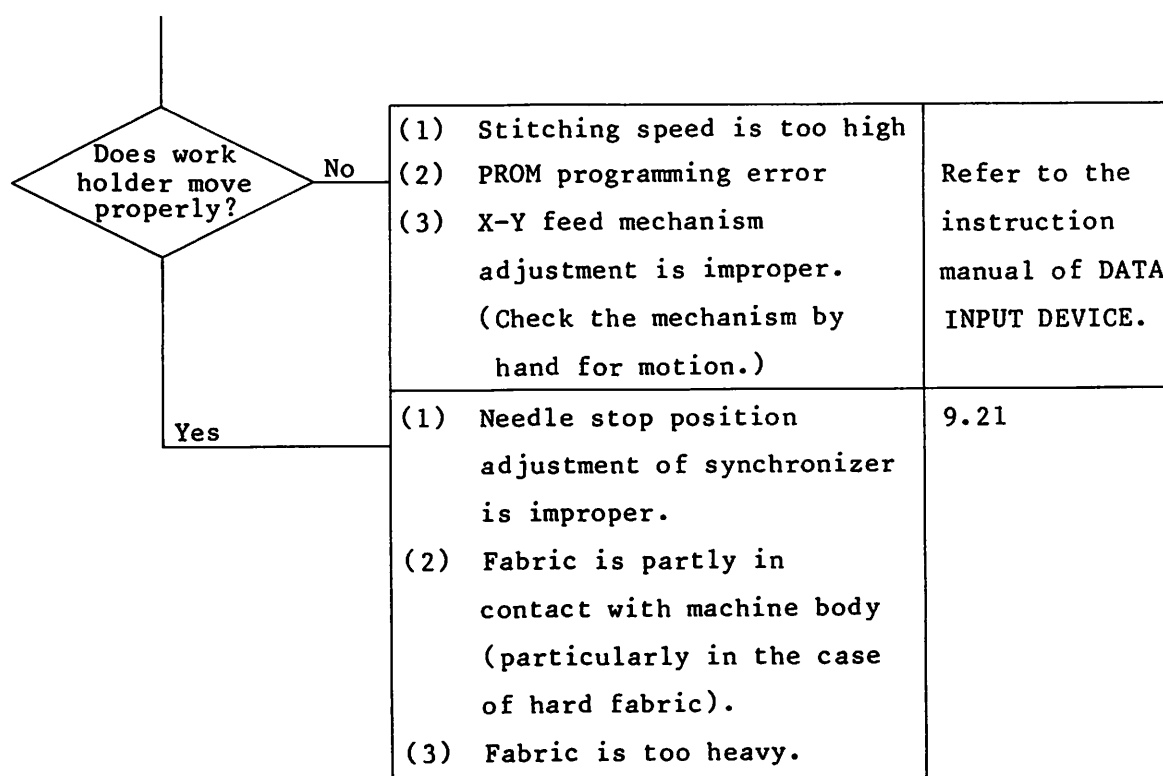 Does work
holder move
properly?
No
(1) Stitching speed is too high
(2) PROM programming error
(3) X-Y feed mechanism
adjustment is improper.
(Check the mechanism by
hand for motion.)
Refer to the
instruction
manual of DATA
INPUT DEVICE.
Yes
(1) Needle stop position
adjustment of synchronizer
is improper.
(2) Fabric is partly in
contact with machine body
(particularly in the case
of hard fabric).
(3) Fabric is too heavy.
9.21